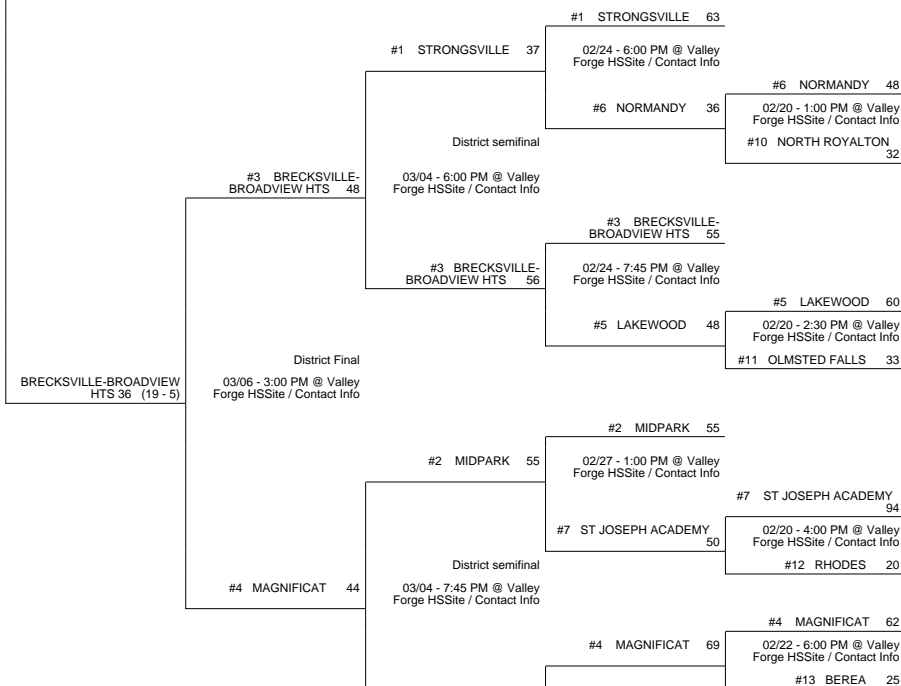 #1 STRONGSVILLE 63
#1 STRONGSVILLE 37
02/24 - 6:00 PM @ Valley
Forge HSSite / Contact Info
#6 NORMANDY 48
#6 NORMANDY 36
02/20 - 1:00 PM @ Valley
Forge HSSite / Contact Info
District semifinal
#10 NORTH ROYALTON
32
#3 BRECKSVILLE-
BROADVIEW HTS 48
03/04 - 6:00 PM @ Valley
Forge HSSite / Contact Info
#3 BRECKSVILLE-
BROADVIEW HTS 55
#3 BRECKSVILLE-
BROADVIEW HTS 56
02/24 - 7:45 PM @ Valley
Forge HSSite / Contact Info
#5 LAKEWOOD 60
#5 LAKEWOOD 48
02/20 - 2:30 PM @ Valley
Forge HSSite / Contact Info
District Final
#11 OLMSTED FALLS 33
BRECKSVILLE-BROADVIEW
HTS 36 (19 - 5)
03/06 - 3:00 PM @ Valley
Forge HSSite / Contact Info
#2 MIDPARK 55
#2 MIDPARK 55
02/27 - 1:00 PM @ Valley
Forge HSSite / Contact Info
#7 ST JOSEPH ACADEMY
94
#7 ST JOSEPH ACADEMY
50
02/20 - 4:00 PM @ Valley
Forge HSSite / Contact Info
District semifinal
#12 RHODES 20
#4 MAGNIFICAT 44
03/04 - 7:45 PM @ Valley
Forge HSSite / Contact Info
#4 MAGNIFICAT 62
#4 MAGNIFICAT 69
02/22 - 6:00 PM @ Valley
Forge HSSite / Contact Info
#13 BEREA 25